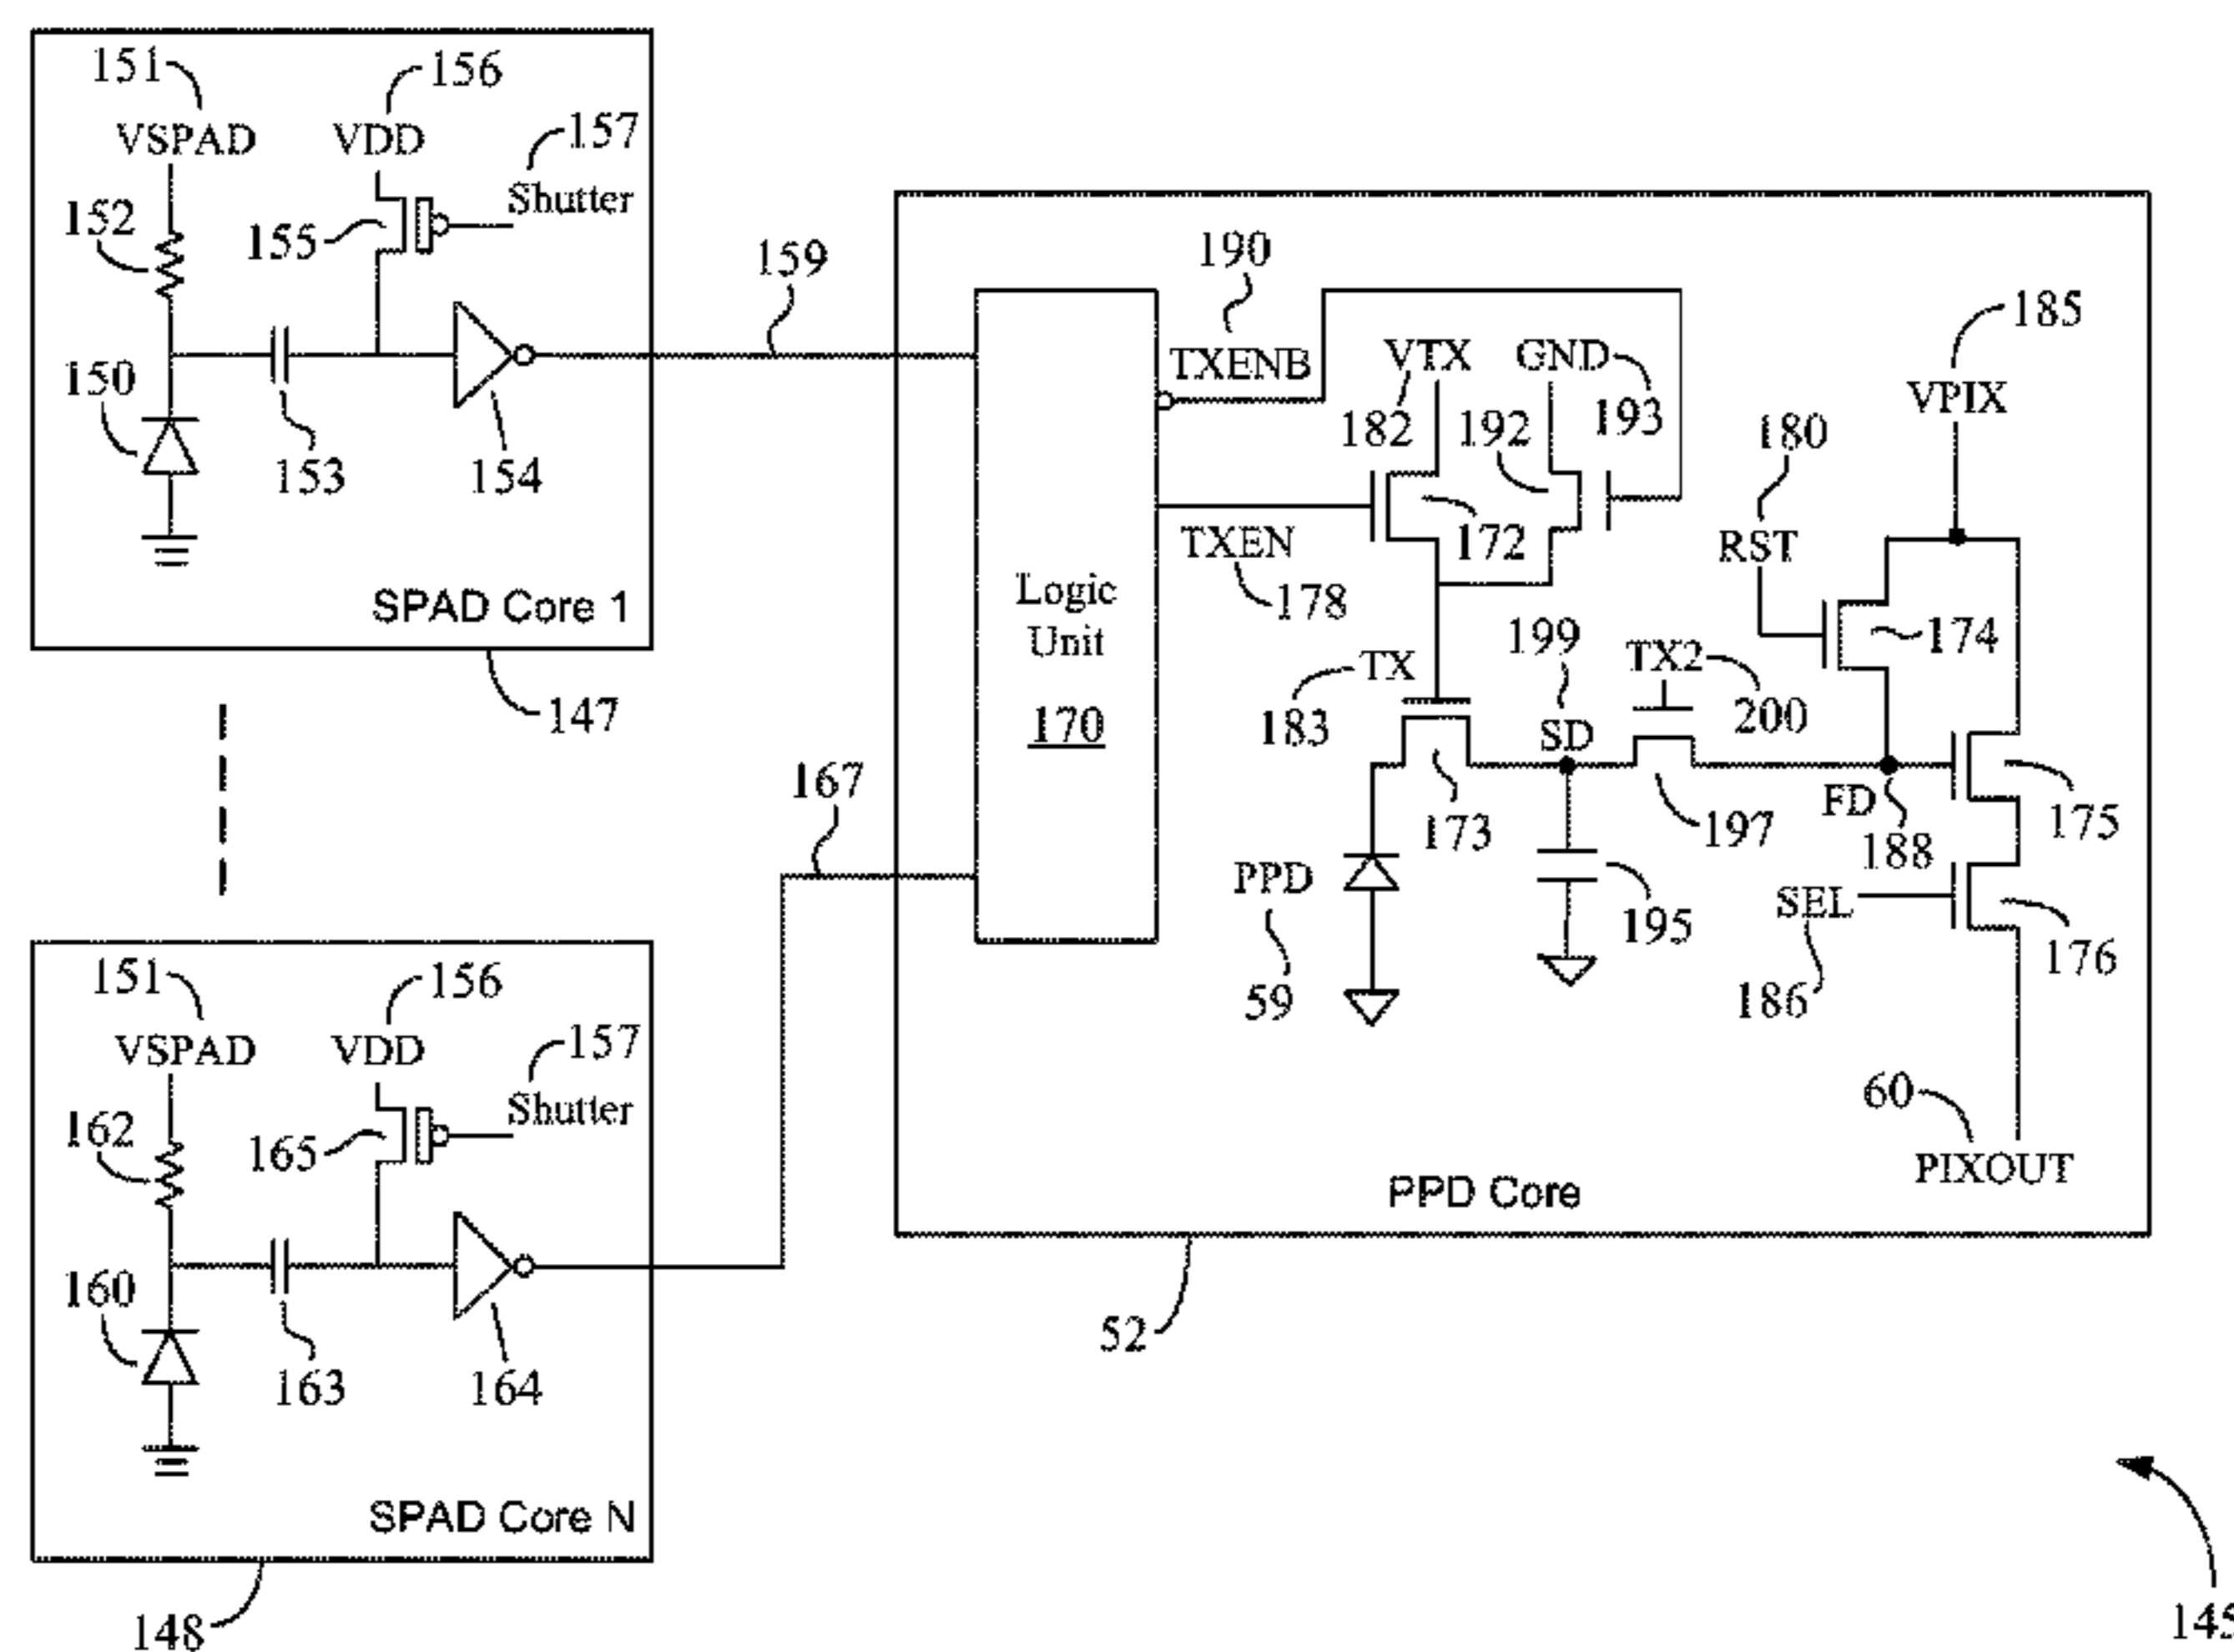 151
VSPAD
156
VDD
157
Shutter
152
155
150
153
154
SPAD Core 1
147
159
167
151
VSPAD
156
VDD
157
Shutter
162
165
160
163
164
SPAD Core N
148
Logic
Unit
170
190
TXENB
VTX
182
GND
193
192
172
TXEN
178
185
VPIX
180
RST
174
TX
183
199
SD
TX2
200
173
197
FD
188
175
PPD
59
195
SEL
186
176
60
PIXOUT
PPD Core
52
145